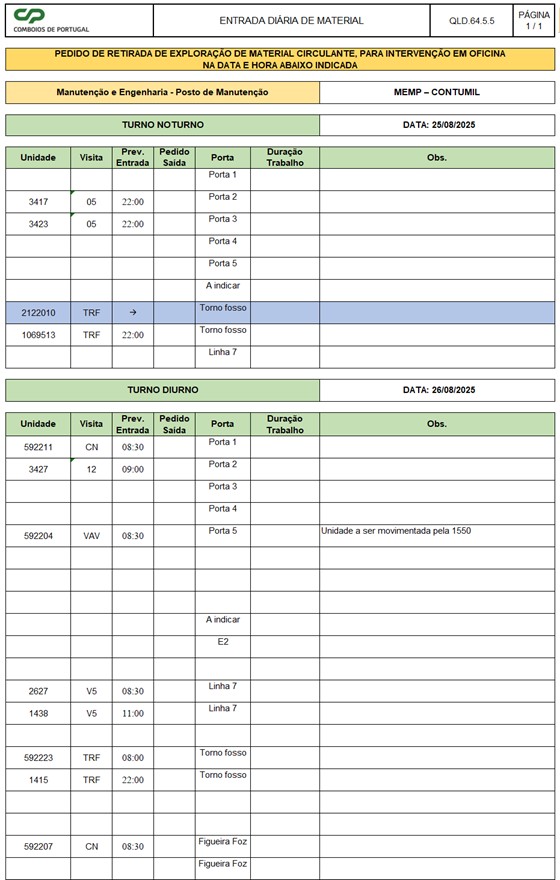 CP
COMBOIOS DE PORTUGAL
ENTRADA DIÁRIA DE MATERIAL
QLD.64.5.5
PÁGINA
1 / 1
PEDIDO DE RETIRADA DE EXPLORAÇÃO DE MATERIAL CIRCULANTE, PARA INTERVENÇÃO EM OFICINA
NA DATA E HORA ABAIXO INDICADA
Manutenção e Engenharia - Posto de Manutenção
MEMP – CONTUMIL
TURNO NOTURNO
DATA: 25/08/2025
Unidade Visita Prev. Entrada Pedido Saída Porta Duração Trabalho Obs.
Porta 1
3417 05 22:00 Porta 2
3423 05 22:00 Porta 3
Porta 4
Porta 5
A indicar
2122010 TRF → Torno fosso
1069513 TRF 22:00 Torno fosso
Linha 7
TURNO DIURNO
DATA: 26/08/2025
Unidade Visita Prev. Entrada Pedido Saída Porta Duração Trabalho Obs.
592211 CN 08:30 Porta 1
3427 12 09:00 Porta 2
Porta 3
Porta 4
592204 VAV 08:30 Porta 5 Unidade a ser movimentada pela 1550
A indicar
E2
2627 V5 08:30 Linha 7
1438 V5 11:00 Linha 7
592223 TRF 08:00 Torno fosso
1415 TRF 22:00 Torno fosso
592207 CN 08:30 Figueira Foz
Figueira Foz